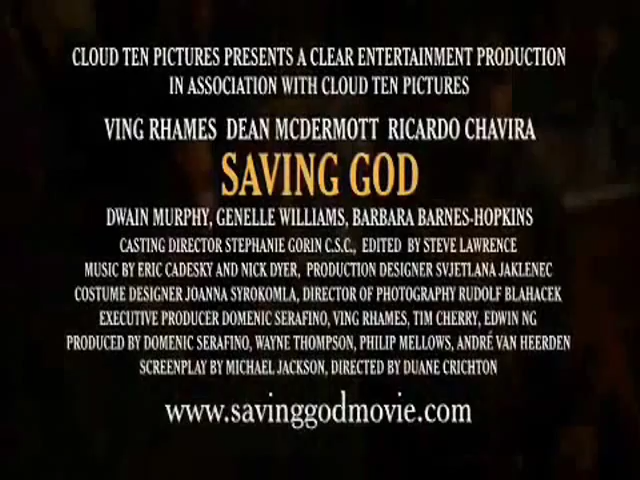 CLOUD TEN PICTURES PRESENTS A CLEAR ENTERTAINMENT PRODUCTION
IN ASSOCIATION WITH CLOUD TEN PICTURES
VING RHAMES DEAN MCDERMOTT RICARDO CHAVIRA
SAVING GOD
DWAIN MURPHY, GENELLE WILLIAMS, BARBARA BARNES-HOPKINS
CASTING DIRECTOR STEPHANIE GORIN C.S.C., EDITED BY STEVE LAWRENCE
MUSIC BY ERIC CADESKY AND NICK DYER, PRODUCTION DESIGNER SVJETLANA JAKLENEC
COSTUME DESIGNER JOANNA SYROKOMLA, DIRECTOR OF PHOTOGRAPHY RUDOLF BLAHACEK
EXECUTIVE PRODUCER DOMENIC SERAFINO, VING RHAMES, TIM CHERRY, EDWIN NG
PRODUCED BY DOMENIC SERAFINO, WAYNE THOMPSON, PHILIP MELLOWS, ANDRÉ VAN HEERDEN
SCREENPLAY BY MICHAEL JACKSON, DIRECTED BY DUANE CRICHTON
www.savinggodmovie.com